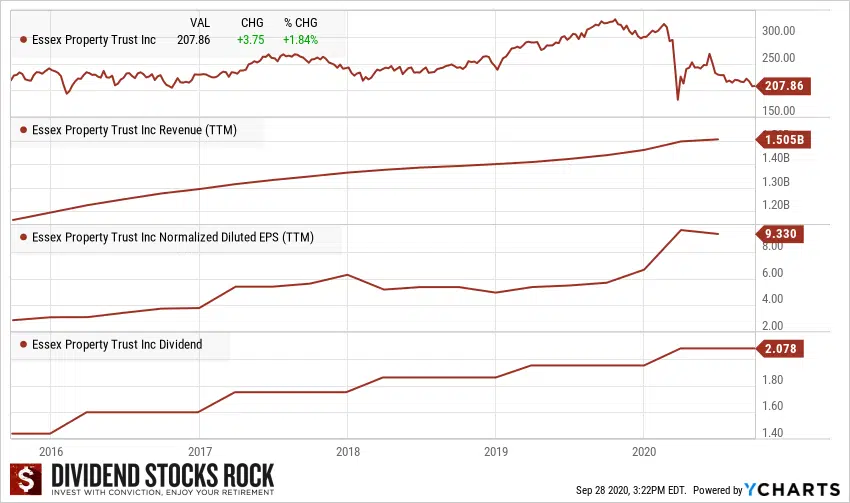 VAL CHG % CHG
Essex Property Trust Inc 207.86 +3.75 +1.84%
300.00
250.00
207.86
150.00
Essex Property Trust Inc Revenue (TTM)
1.505B
1.40B
1.30B
1.20B
Essex Property Trust Inc Normalized Diluted EPS (TTM)
9.330
8.00
6.00
4.00
2.00
Essex Property Trust Inc Dividend
2.078
1.80
1.60
1.40
2016 2017 2018 2019 2020
$ DIVIDEND STOCKS ROCK
INVEST WITH CONVICTION, ENJOY YOUR RETIREMENT
Sep 28 2020, 3:22PM EDT. Powered by YCHARTS